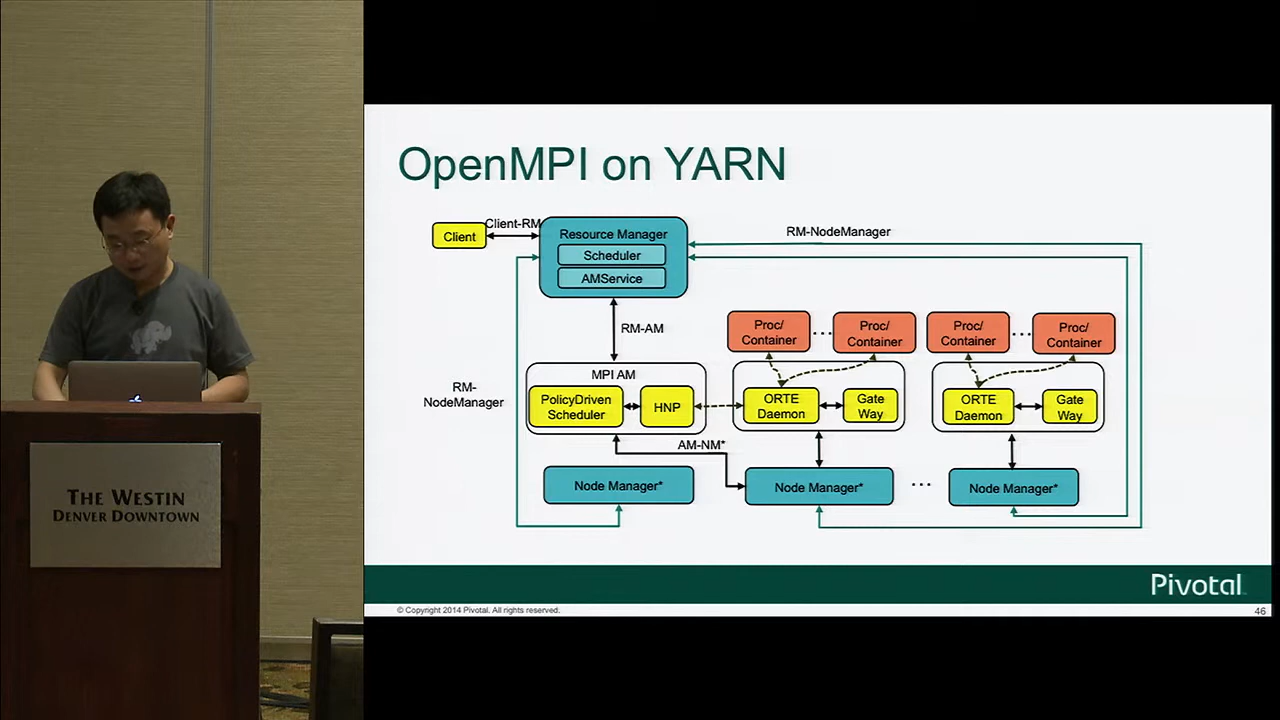 THE WESTIN
DENVER DOWNTOWN
OpenMPI on YARN
Client
Client-RM
Resource Manager
Scheduler
AMService
RM-NodeManager
RM-AM
Proc/
Container
...
Proc/
Container
Proc/
Container
...
Proc/
Container
MPI AM
PolicyDriven
Scheduler
HNP
ORTE
Daemon
Gate
Way
ORTE
Daemon
Gate
Way
RM-
NodeManager
AM-NM*
Node Manager*
Node Manager*
...
Node Manager*
Pivotal
© Copyright 2014 Pivotal. All rights reserved.
46